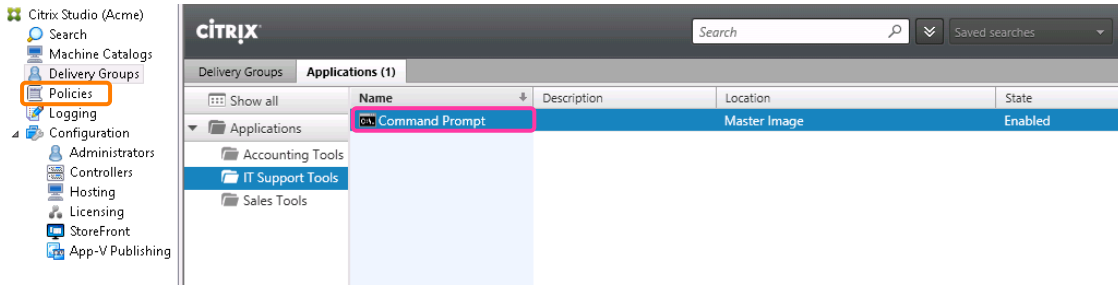 Citrix Studio (Acme)
Search
Machine Catalogs
Delivery Groups
Policies
Logging
Configuration
Administrators
Controllers
Hosting
Licensing
StoreFront
App-V Publishing
CİTRIX
Search
Saved searches
Delivery Groups
Applications (1)
Show all
Applications
Accounting Tools
IT Support Tools
Sales Tools
Name Description Location State
C:\. Command Prompt Master Image Enabled